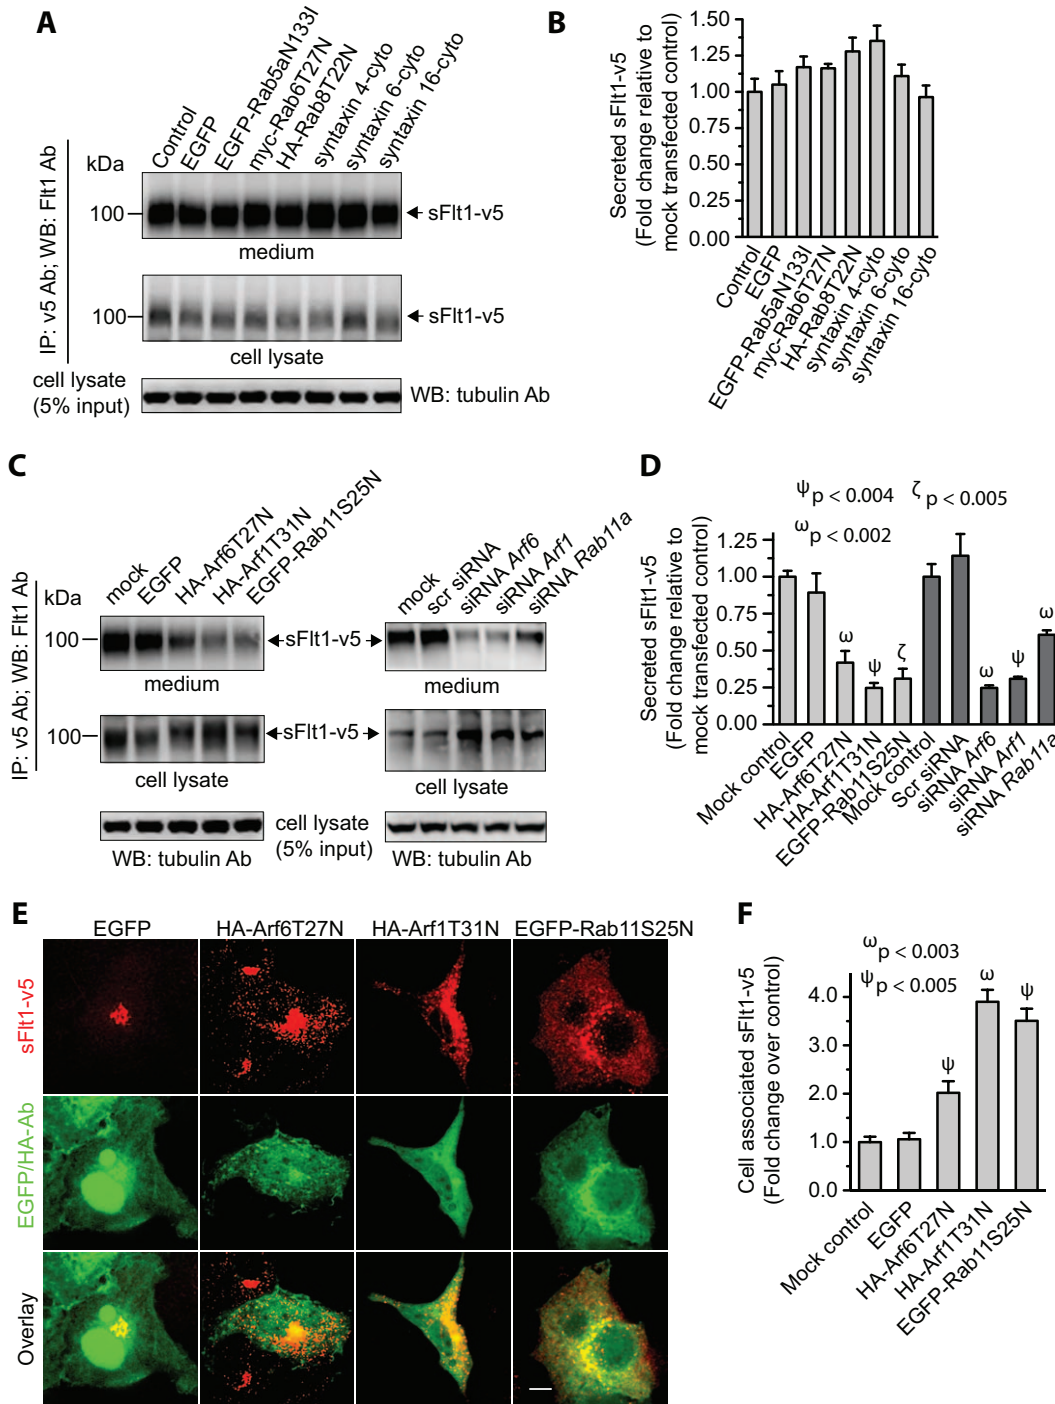 A
Control
EGFP
EGFP-Rab5aN133I
myc-Rab6T27N
HA-Rab8T22N
syntaxin 4-cyto
syntaxin 6-cyto
syntaxin 16-cyto
IP: v5 Ab; WB: Flt1 Ab
kDa
100
sFlt1-v5
medium
100
sFlt1-v5
cell lysate
cell lysate
(5% input)
WB: tubulin Ab
B
Secreted sFlt1-v5
(Fold change relative to
mock transfected control)
1.50
1.25
1.00
0.75
0.50
0.25
0.00
Control
EGFP
EGFP-Rab5aN133I
myc-Rab6T27N
HA-Rab8T22N
syntaxin 4-cyto
syntaxin 6-cyto
syntaxin 16-cyto
C
mock
EGFP
HA-Arf6T27N
HA-Arf1T31N
EGFP-Rab11S25N
mock
scr siRNA
siRNA Arf6
siRNA Arf1
siRNA Rab11a
IP: v5 Ab; WB: Flt1 Ab
kDa
100
sFlt1-v5
medium
medium
100
sFlt1-v5
cell lysate
cell lysate
cell lysate
(5% input)
WB: tubulin Ab
WB: tubulin Ab
D
Secreted sFlt1-v5
(Fold change relative to
mock transfected control)
ψ p < 0.004
ζ p < 0.005
ω p < 0.002
1.25
1.00
0.75
0.50
0.25
0.00
ω
ψ
ζ
ω
ψ
ω
Mock control
EGFP
HA-Arf6T27N
HA-Arf1T31N
EGFP-Rab11S25N
Mock control
Scr siRNA
siRNA Arf6
siRNA Arf1
siRNA Rab11a
E
EGFP
HA-Arf6T27N
HA-Arf1T31N
EGFP-Rab11S25N
sFlt1-v5
EGFP/HA-Ab
Overlay
F
Cell associated sFlt1-v5
(Fold change over control)
ω p < 0.003
ψ p < 0.005
4.0
3.0
2.0
1.0
0.0
ψ
ω
ψ
Mock control
EGFP
HA-Arf6T27N
HA-Arf1T31N
EGFP-Rab11S25N